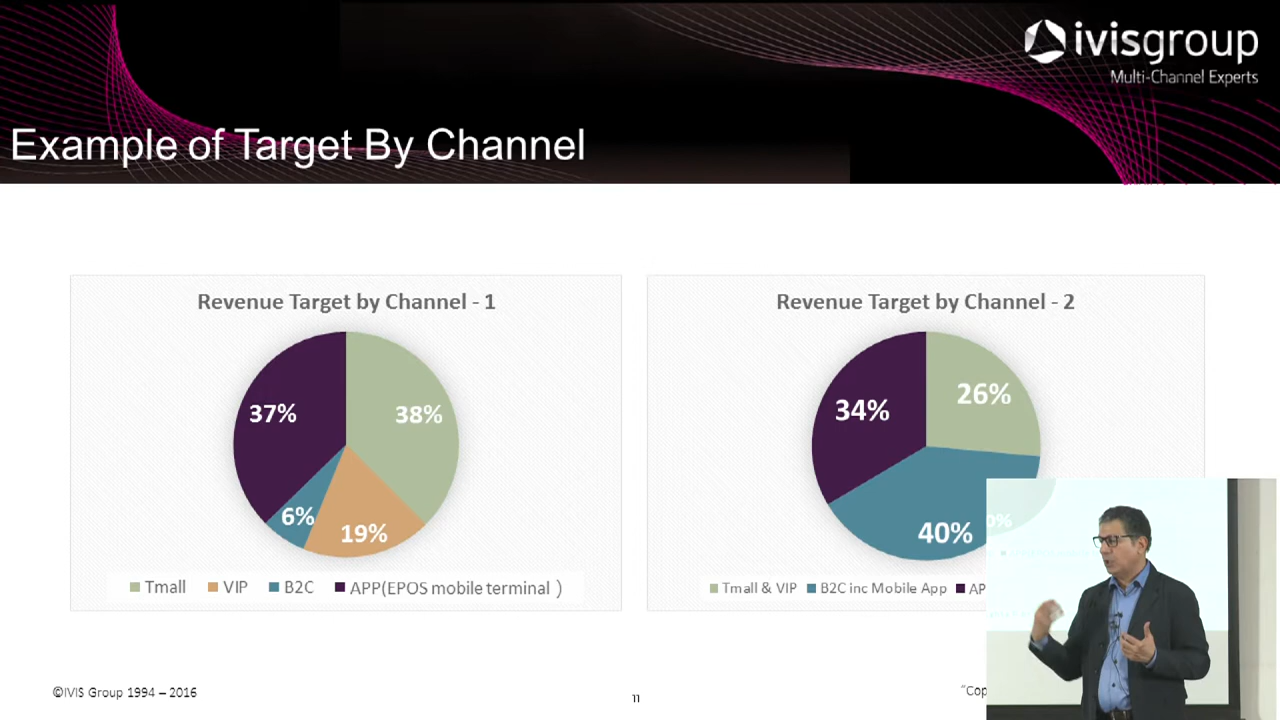 ivisgroup
Multi-Channel Experts
Example of Target By Channel
Revenue Target by Channel - 1
37%
38%
6%
19%
Tmall VIP B2C APP(EPOS mobile terminal )
Revenue Target by Channel - 2
34%
26%
40%
Tmall & VIP B2C inc Mobile App
©IVIS Group 1994 – 2016
11